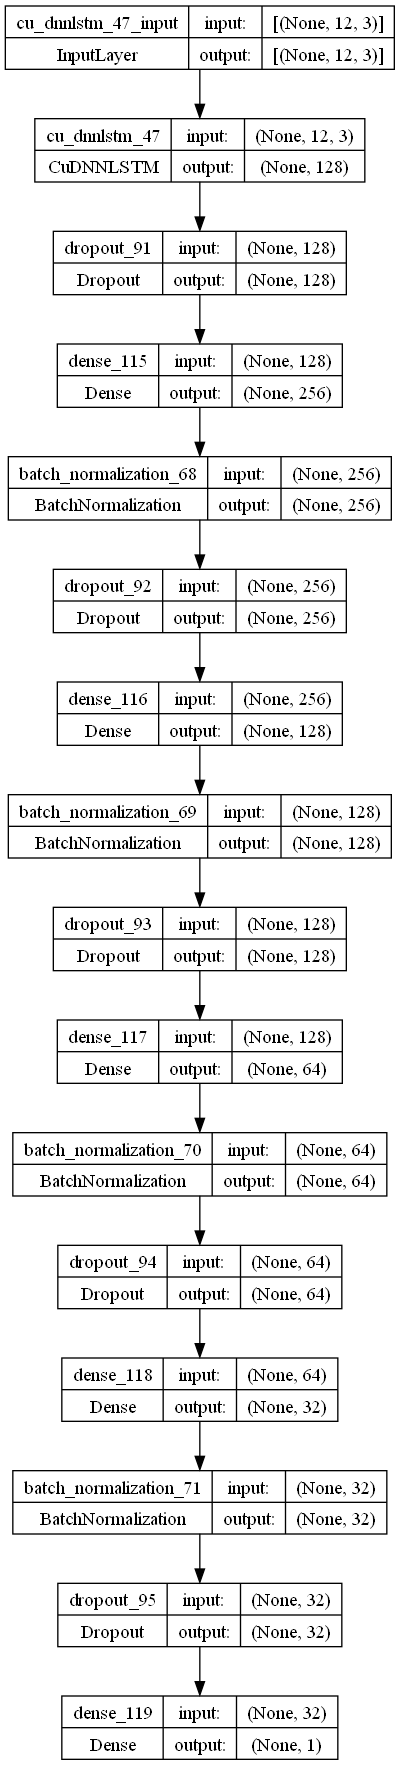 cu_dnnlstm_47_input input: [(None, 12, 3)]
InputLayer output: [(None, 12, 3)]
cu_dnnlstm_47 input: (None, 12, 3)
CuDNNLSTM output: (None, 128)
dropout_91 input: (None, 128)
Dropout output: (None, 128)
dense_115 input: (None, 128)
Dense output: (None, 256)
batch_normalization_68 input: (None, 256)
BatchNormalization output: (None, 256)
dropout_92 input: (None, 256)
Dropout output: (None, 256)
dense_116 input: (None, 256)
Dense output: (None, 128)
batch_normalization_69 input: (None, 128)
BatchNormalization output: (None, 128)
dropout_93 input: (None, 128)
Dropout output: (None, 128)
dense_117 input: (None, 128)
Dense output: (None, 64)
batch_normalization_70 input: (None, 64)
BatchNormalization output: (None, 64)
dropout_94 input: (None, 64)
Dropout output: (None, 64)
dense_118 input: (None, 64)
Dense output: (None, 32)
batch_normalization_71 input: (None, 32)
BatchNormalization output: (None, 32)
dropout_95 input: (None, 32)
Dropout output: (None, 32)
dense_119 input: (None, 32)
Dense output: (None, 1)